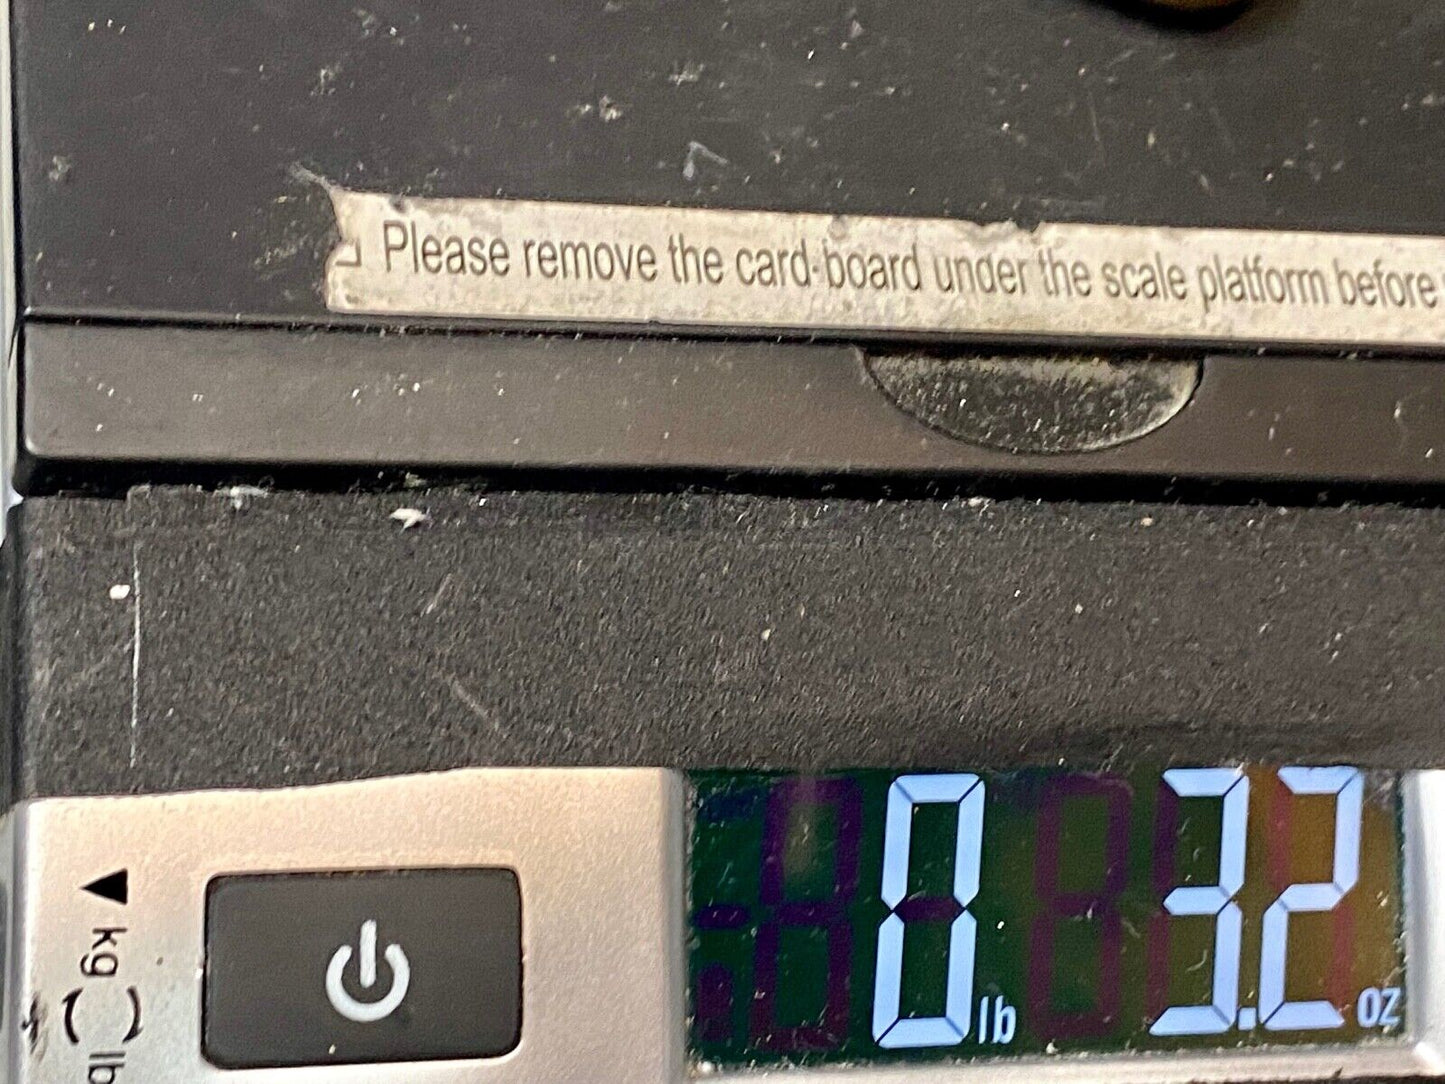 Please remove the card-board under the scale platform before
0 lb 3.2 oz
kg
lb